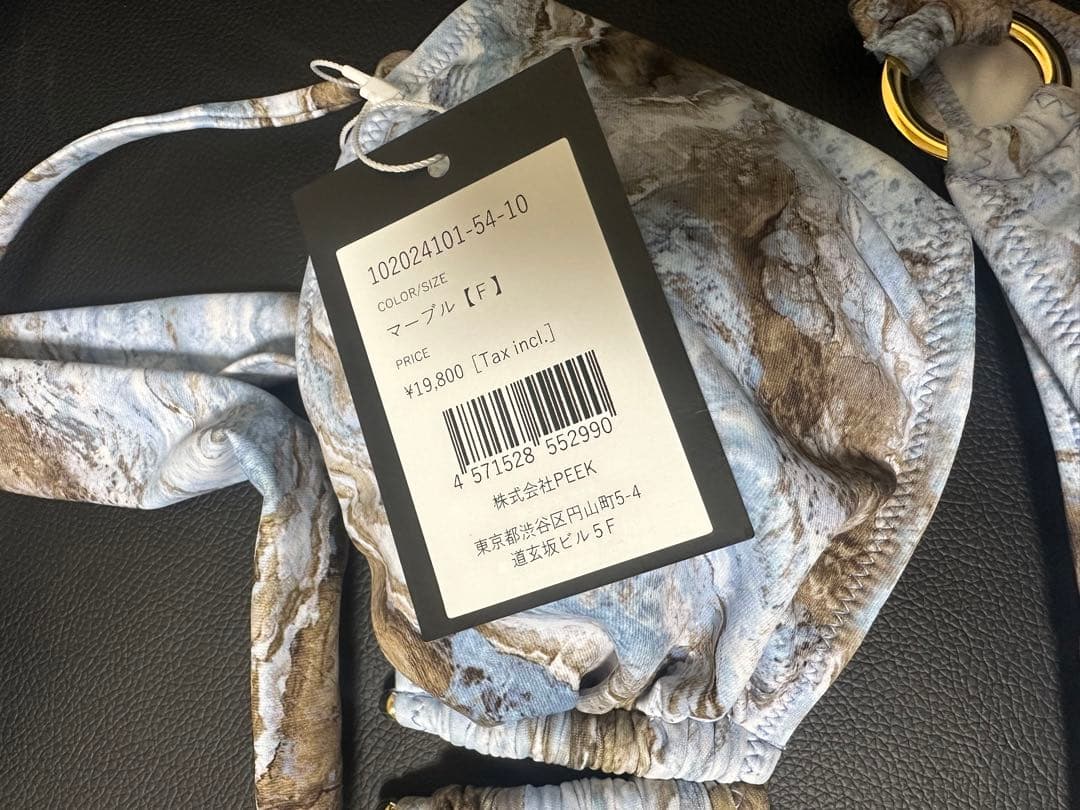 102024101-54-10
COLOR/SIZE
マーブル【F】
PRICE
¥19,800 [Tax incl.]
4 571528 552990
株式会社PEEK
東京都渋谷区円山町5-4
道玄坂ビル5F